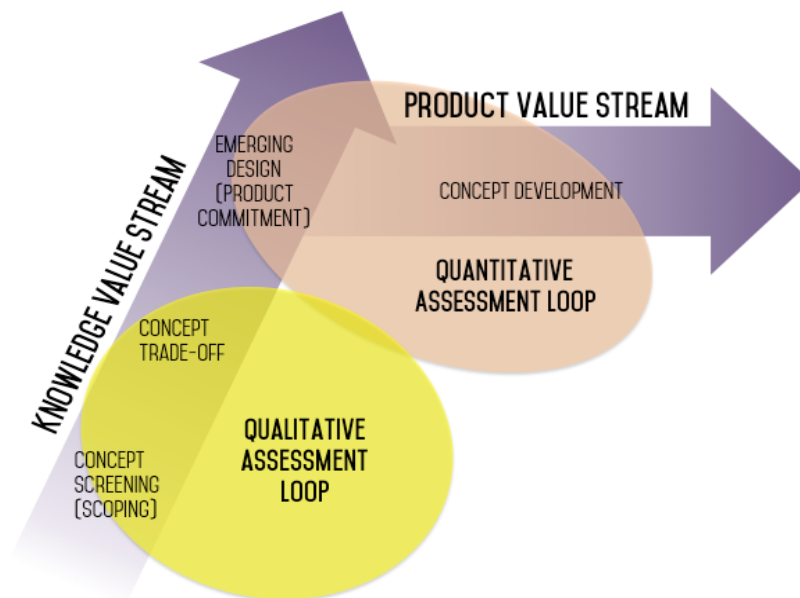 PRODUCT VALUE STREAM
EMERGING
DESIGN
(PRODUCT
COMMITMENT)
CONCEPT DEVELOPMENT
KNOWLEDGE VALUE STREAM
QUANTITATIVE
ASSESSMENT LOOP
CONCEPT
TRADE-OFF
QUALITATIVE
ASSESSMENT
LOOP
CONCEPT
SCREENING
(SCOPING)